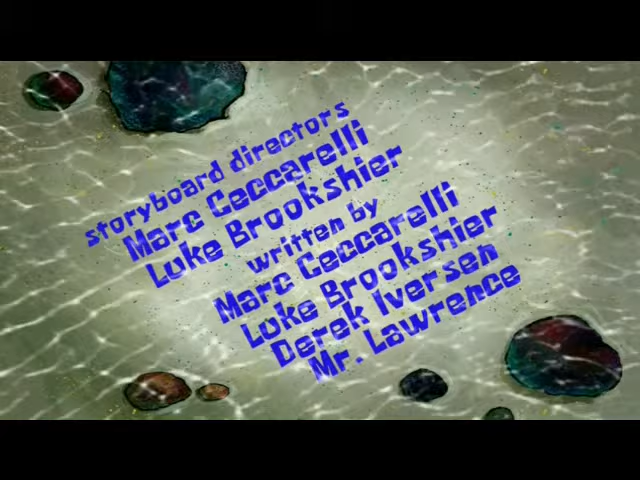 storyboard directors
Marc Ceccarelli
Luke Brookshier
written by
Marc Ceccarelli
Luke Brookshier
Derek Iversen
Mr. Lawrence